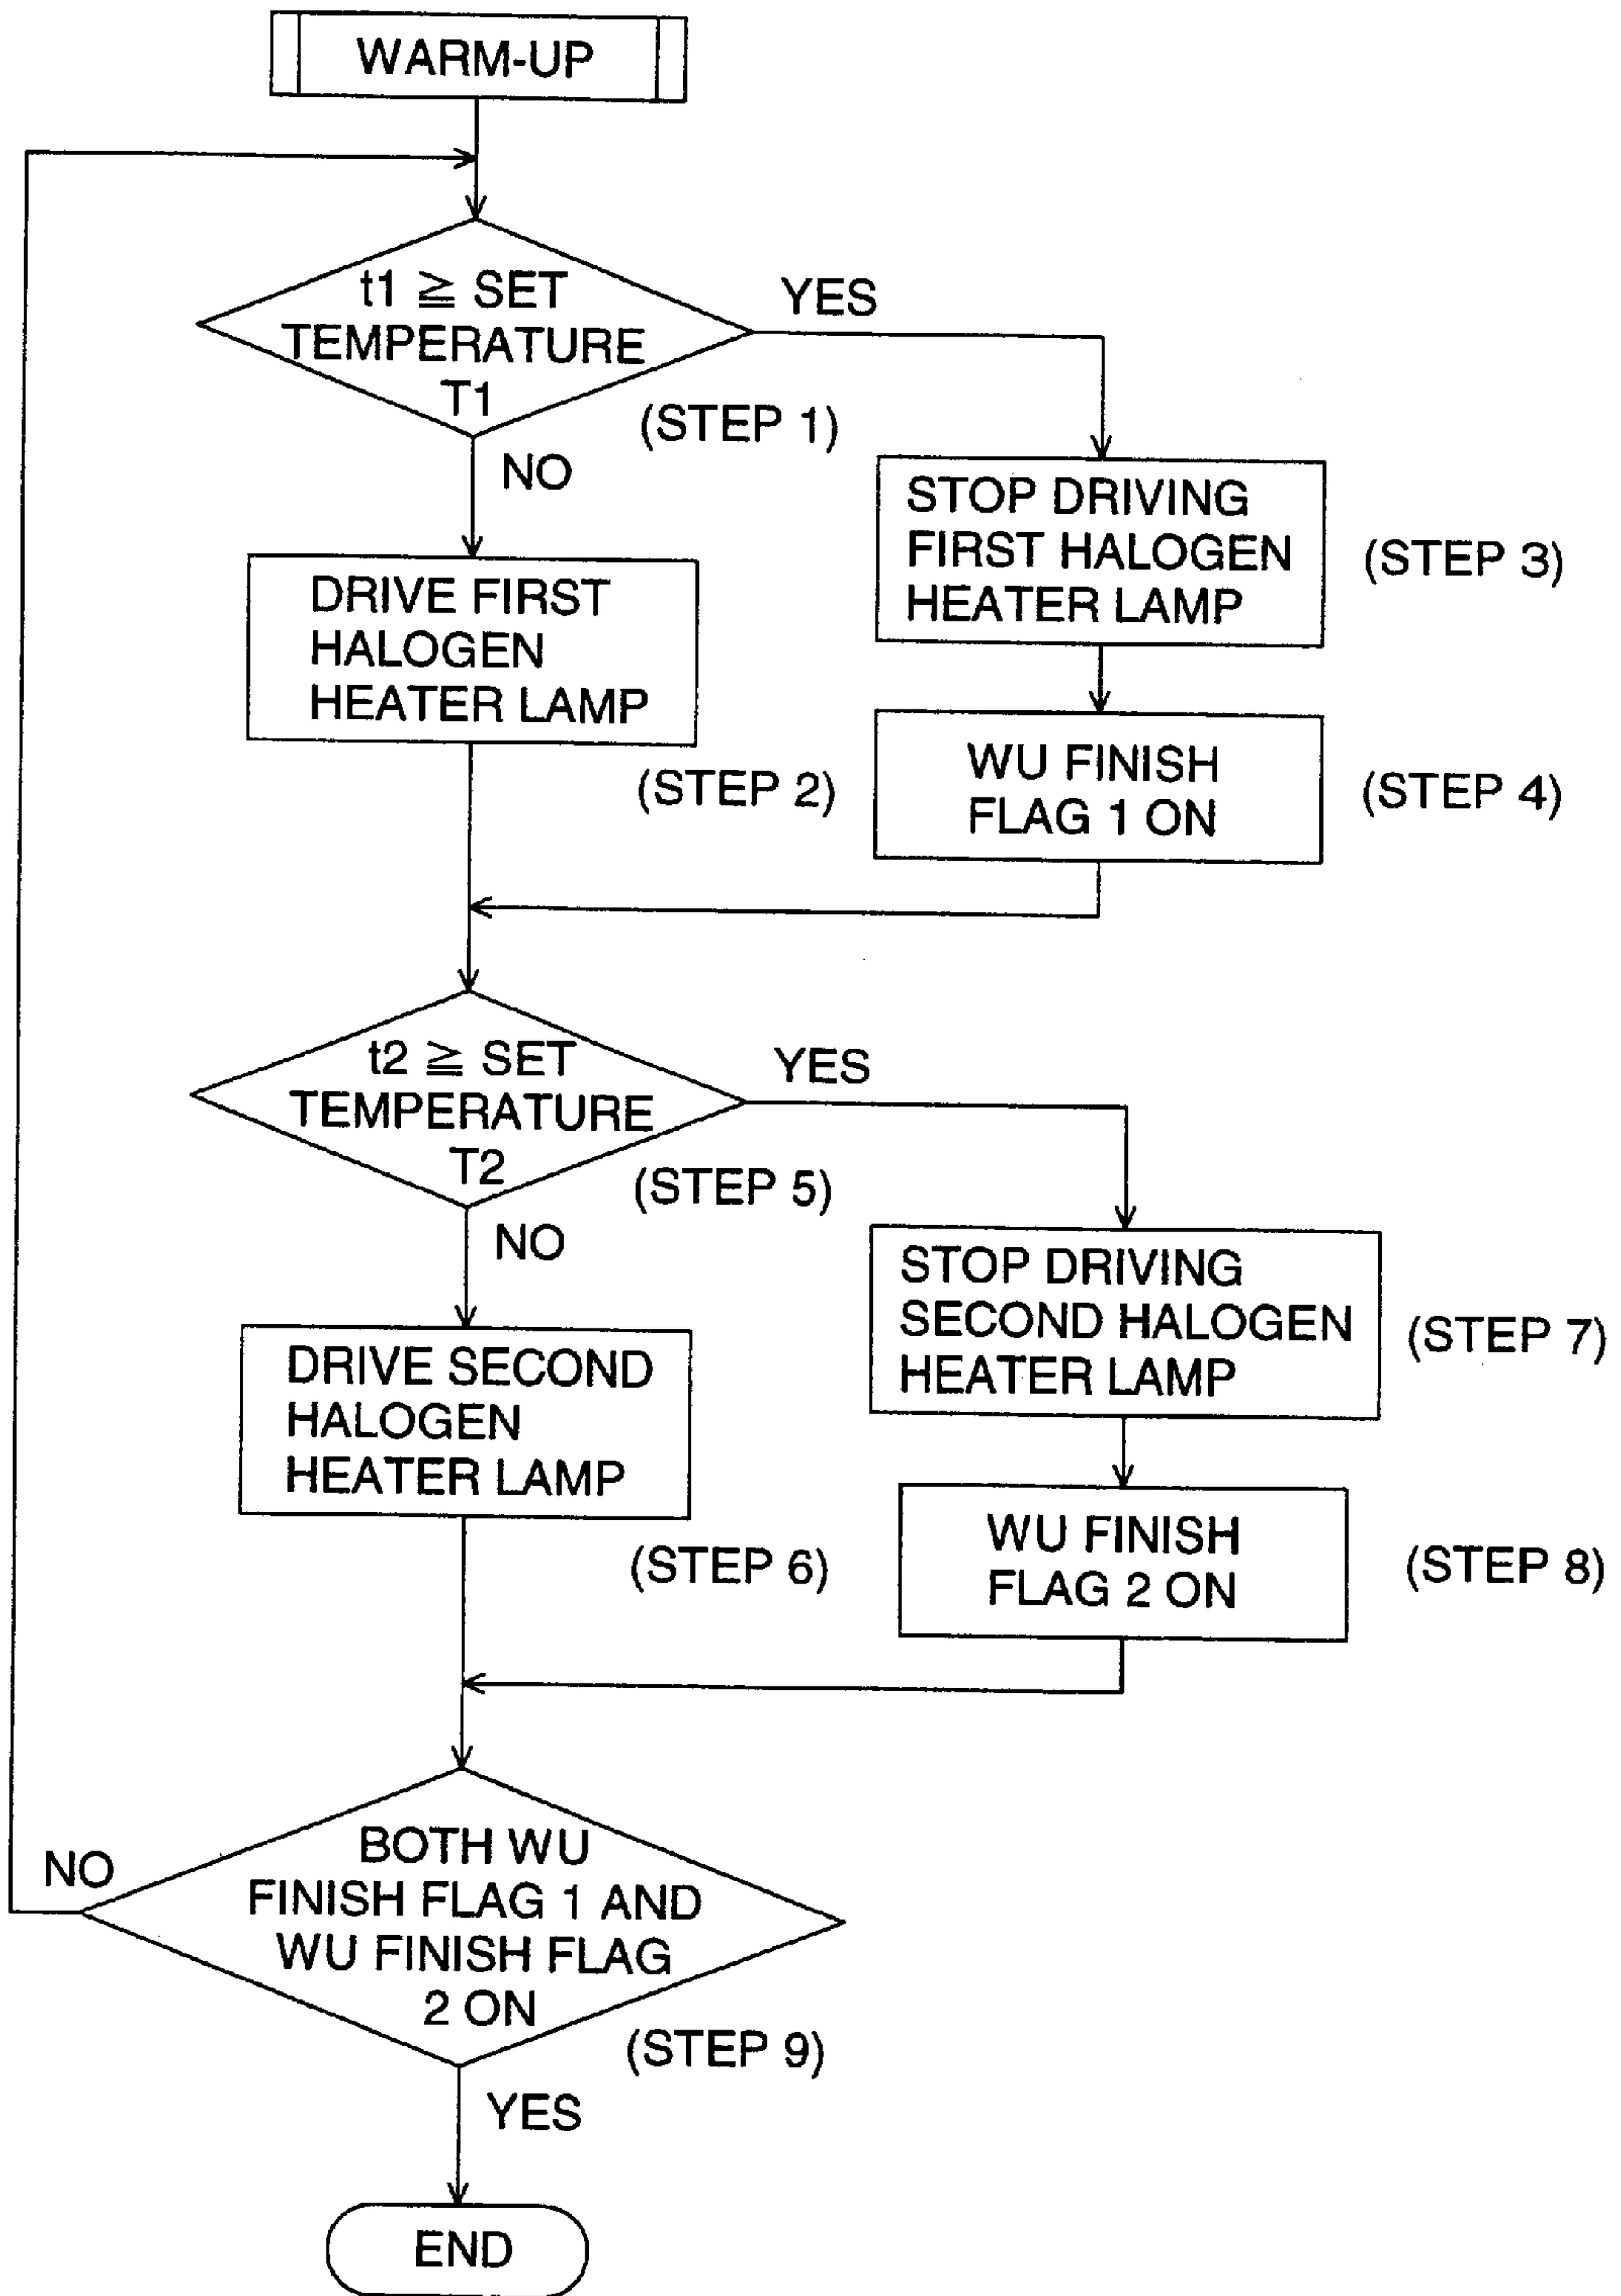 WARM-UP
t1 ≧ SET
TEMPERATURE
T1
YES
(STEP 1)
NO
STOP DRIVING
FIRST HALOGEN
HEATER LAMP
(STEP 3)
DRIVE FIRST
HALOGEN
HEATER LAMP
(STEP 2)
WU FINISH
FLAG 1 ON
(STEP 4)
t2 ≧ SET
TEMPERATURE
T2
YES
(STEP 5)
NO
STOP DRIVING
SECOND HALOGEN
HEATER LAMP
(STEP 7)
DRIVE SECOND
HALOGEN
HEATER LAMP
(STEP 6)
WU FINISH
FLAG 2 ON
(STEP 8)
BOTH WU
FINISH FLAG 1 AND
WU FINISH FLAG
2 ON
NO
(STEP 9)
YES
END